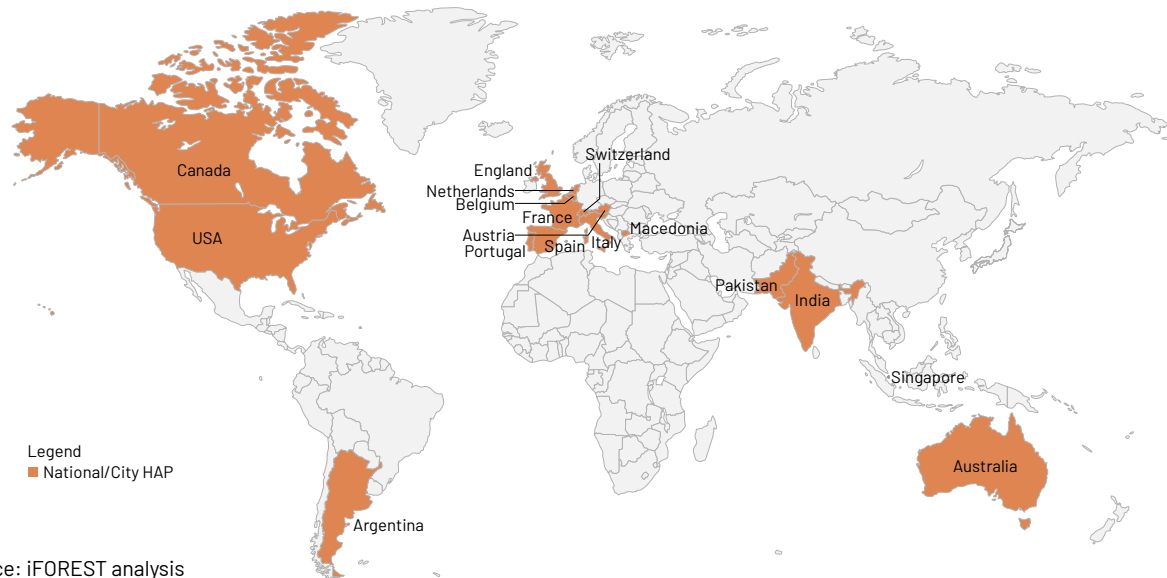 Canada
USA
England
Switzerland
Netherlands
Belgium
France
Austria
Portugal
Spain
Italy
Macedonia
Pakistan
India
Singapore
Australia
Argentina
Legend
National/City HAP
ce: iFOREST analysis